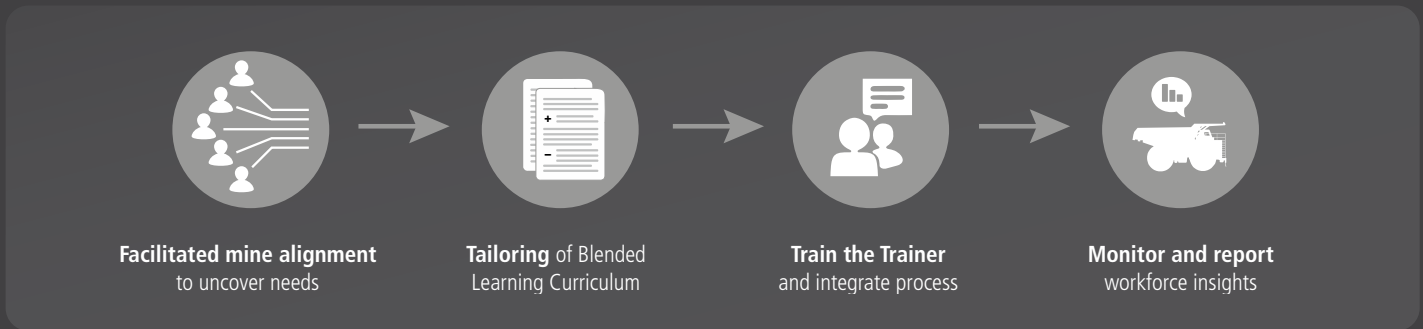 Facilitated mine alignment
to uncover needs
Tailoring of Blended
Learning Curriculum
Train the Trainer
and integrate process
Monitor and report
workforce insights